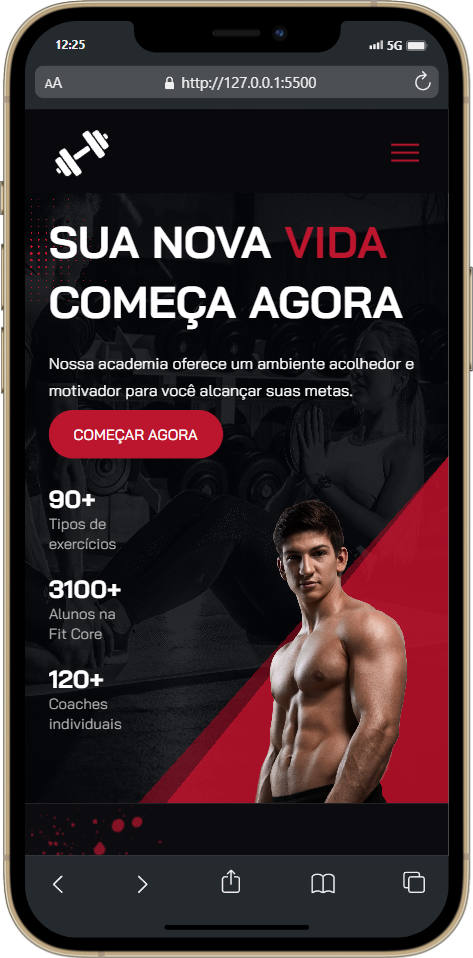 12:25
5G
AA
http://127.0.0.1:5500
SUA NOVA VIDA
COMEÇA AGORA
Nossa academia oferece um ambiente acolhedor e
motivador para você alcançar suas metas.
COMEÇAR AGORA
90+
Tipos de
exercícios
3100+
Alunos na
Fit Core
120+
Coaches
individuais